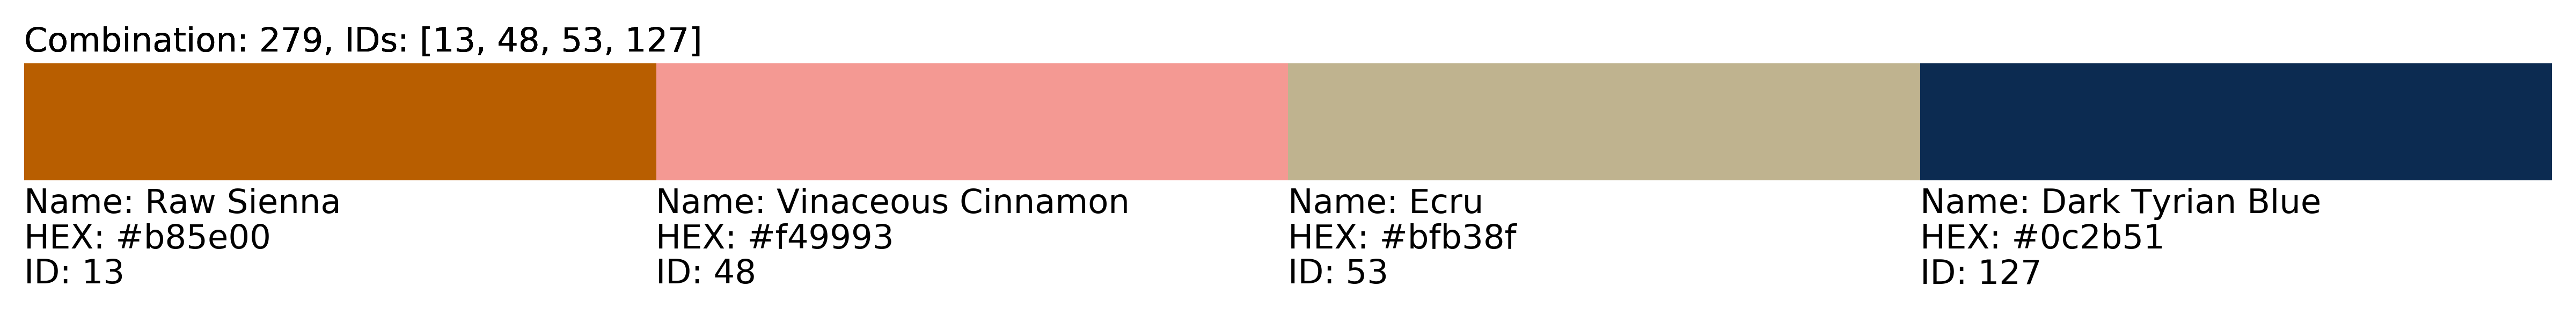 Combination: 279, IDs: [13, 48, 53, 127]
Name: Raw Sienna
HEX: #b85e00
ID: 13
Name: Vinaceous Cinnamon
HEX: #f49993
ID: 48
Name: Ecru
HEX: #bfb38f
ID: 53
Name: Dark Tyrian Blue
HEX: #0c2b51
ID: 127